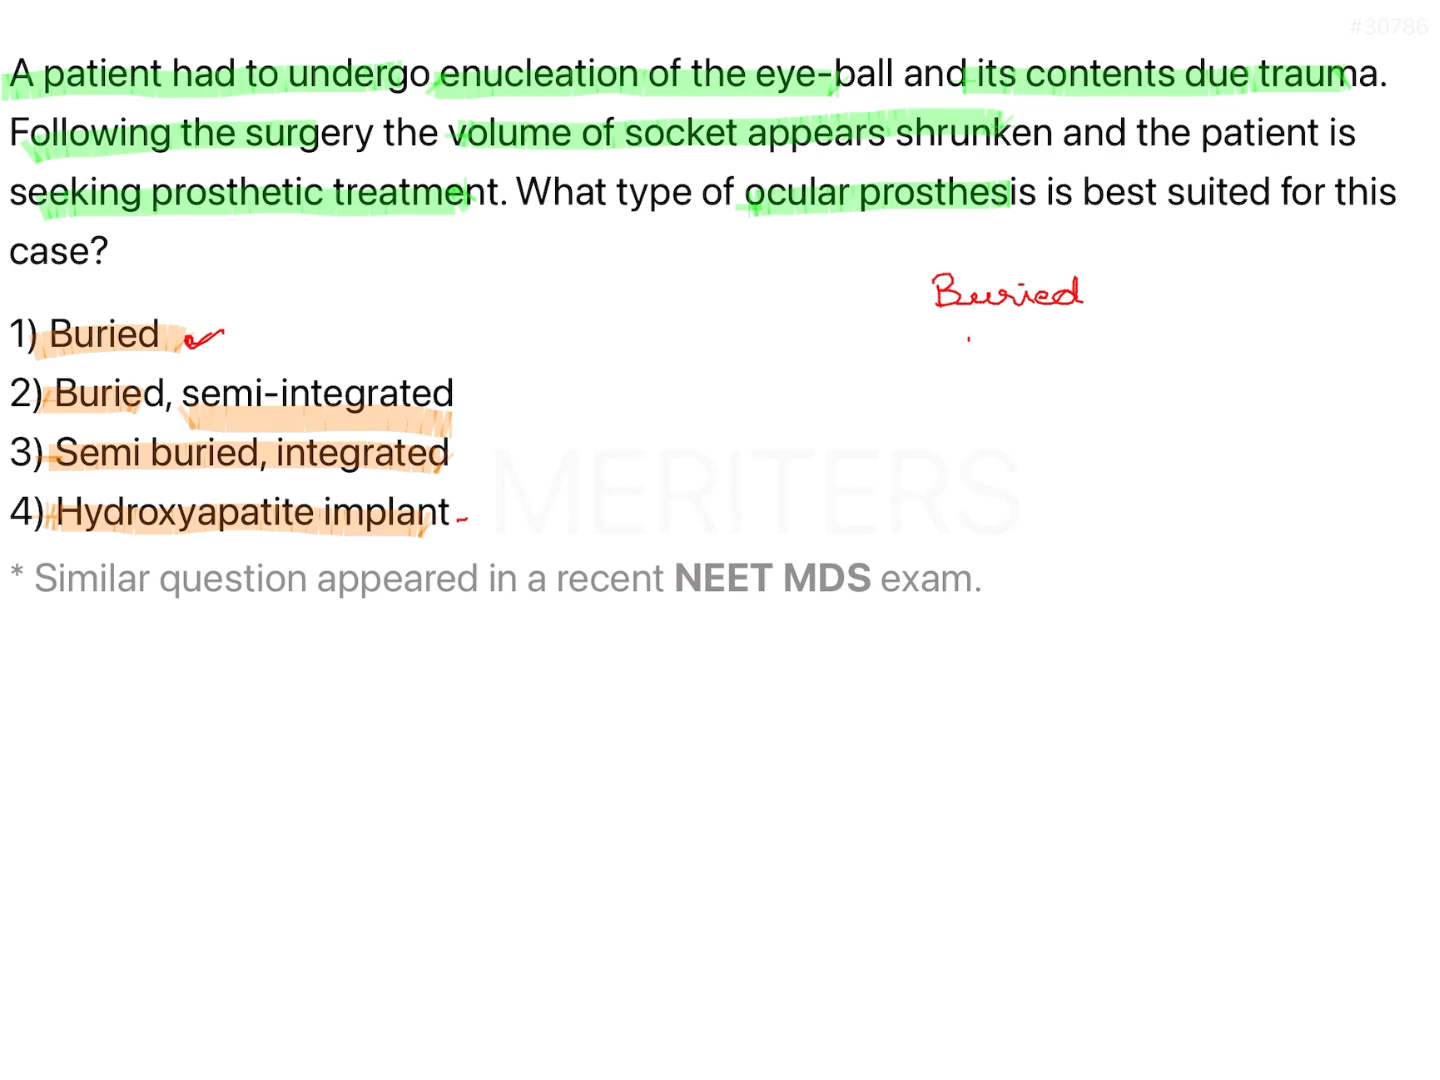 #30786
A patient had to undergo enucleation of the eye-ball and its contents due trauma.
Following the surgery the volume of socket appears shrunken and the patient is
seeking prosthetic treatment. What type of ocular prosthesis is best suited for this
case?
Buried
1) Buried
2) Buried, semi-integrated
3) Semi buried, integrated
4) Hydroxyapatite implant
MERITERS
* Similar question appeared in a recent NEET MDS exam.